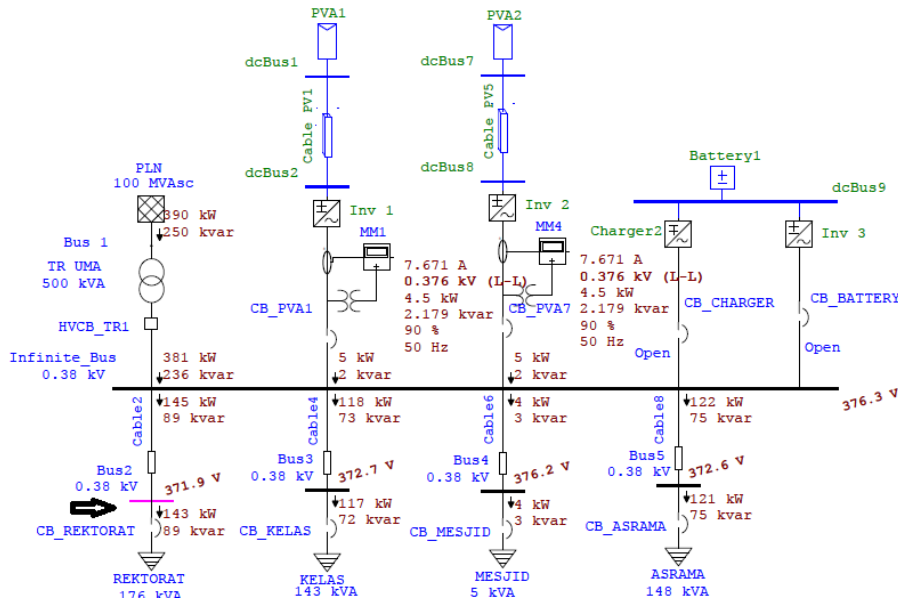 PVA1
PVA2
dcBus1
dcBus7
Cable PV1
Cable PV5
PLN
100 MVAsc
dcBus2
dcBus8
Battery1
dcBus9
390 kW
250 kvar
Inv 1
Inv 2
Charger2
Inv 3
Bus 1
MM1
MM4
TR UMA
500 kVA
7.671 A
0.376 kV (L-L)
4.5 kW
2.179 kvar
90 %
50 Hz
7.671 A
0.376 kV (L-L)
4.5 kW
2.179 kvar
90 %
50 Hz
CB_PVA1
CB_PVA7
CB_CHARGER
CB_BATTERY
HVCB_TR1
Open
Open
Infinite_Bus
0.38 kV
381 kW
236 kvar
5 kW
2 kvar
5 kW
2 kvar
376.3 V
145 kW
89 kvar
118 kW
73 kvar
4 kW
3 kvar
122 kW
75 kvar
Cable2
Cable4
Cable6
Cable8
Bus2
0.38 kV
371.9 V
Bus3
0.38 kV
372.7 V
Bus4
0.38 kV
376.2 V
Bus5
0.38 kV
372.6 V
143 kW
89 kvar
117 kW
72 kvar
4 kW
3 kvar
121 kW
75 kvar
CB_REKTORAT
CB_KELAS
CB_MESJID
CB_ASRAMA
REKTORAT
176 kVA
KELAS
143 kVA
MESJID
5 kVA
ASRAMA
148 kVA